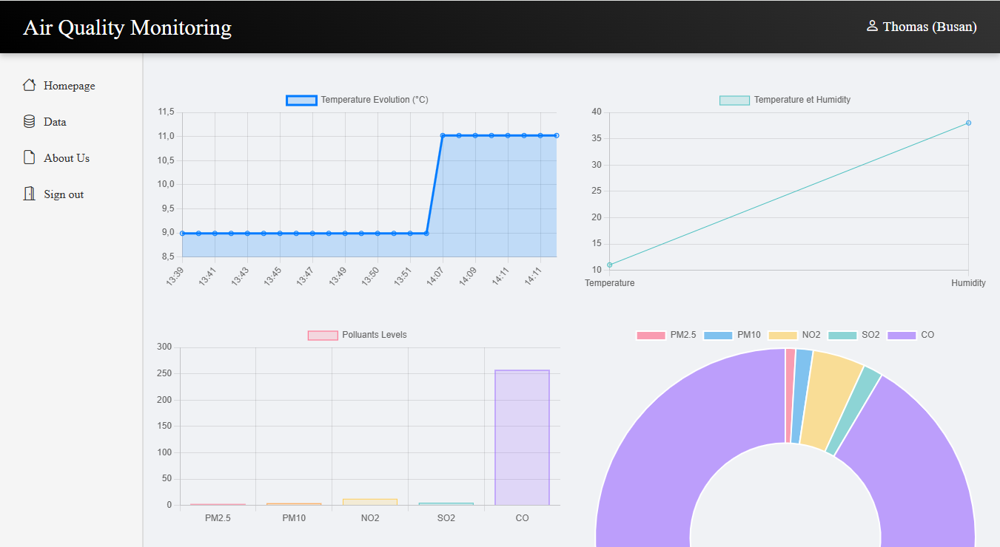 Air Quality Monitoring
Thomas (Busan)
Homepage
Data
About Us
Sign out
Temperature Evolution (°C)
11,5
11,0
10,5
10,0
9,5
9,0
8,5
13:39 13:41 13:43 13:45 13:47 13:49 13:50 13:51 14:07 14:09 14:11 14:11
Temperature et Humidity
40
35
30
25
20
15
10
Temperature Humidity
Polluants Levels
300
250
200
150
100
50
0
PM2.5 PM10 NO2 SO2 CO
PM2.5 PM10 NO2 SO2 CO